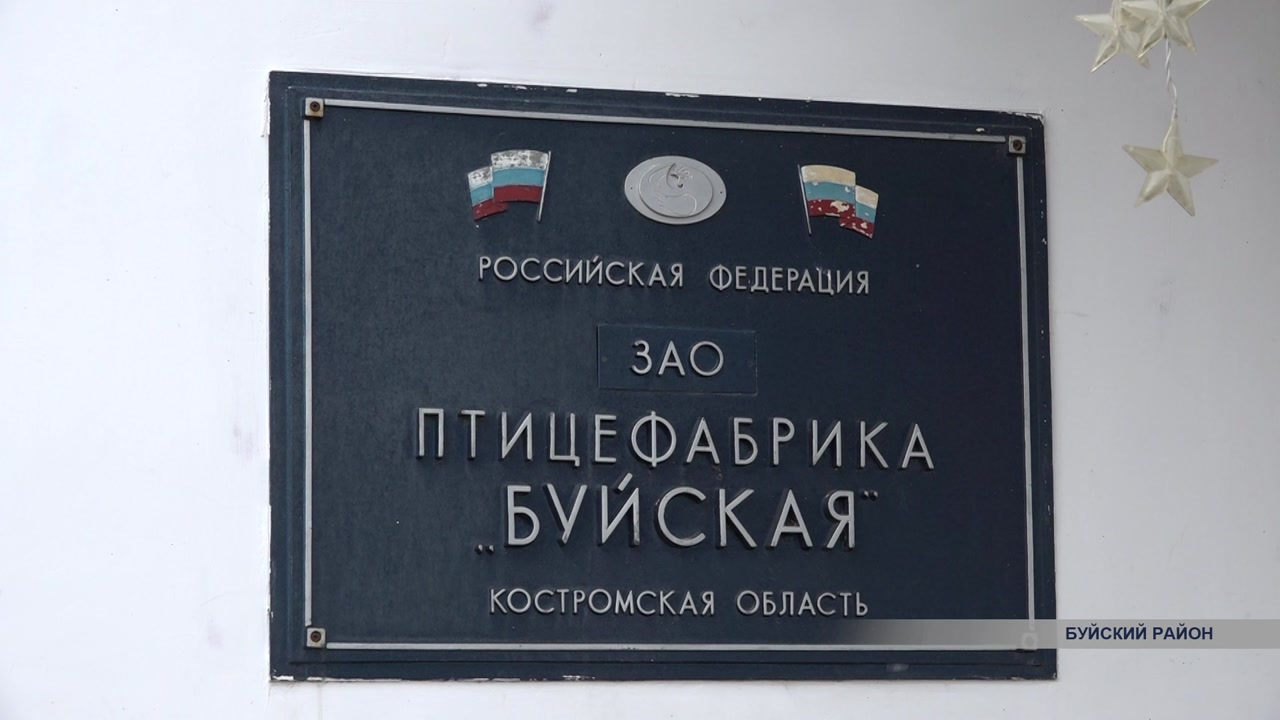 РОССИЙСКАЯ ФЕДЕРАЦИЯ
ЗАО
ПТИЦЕФАБРИКА
„БУЙСКАЯ"
КОСТРОМСКАЯ ОБЛАСТЬ
БУЙСКИЙ РАЙОН